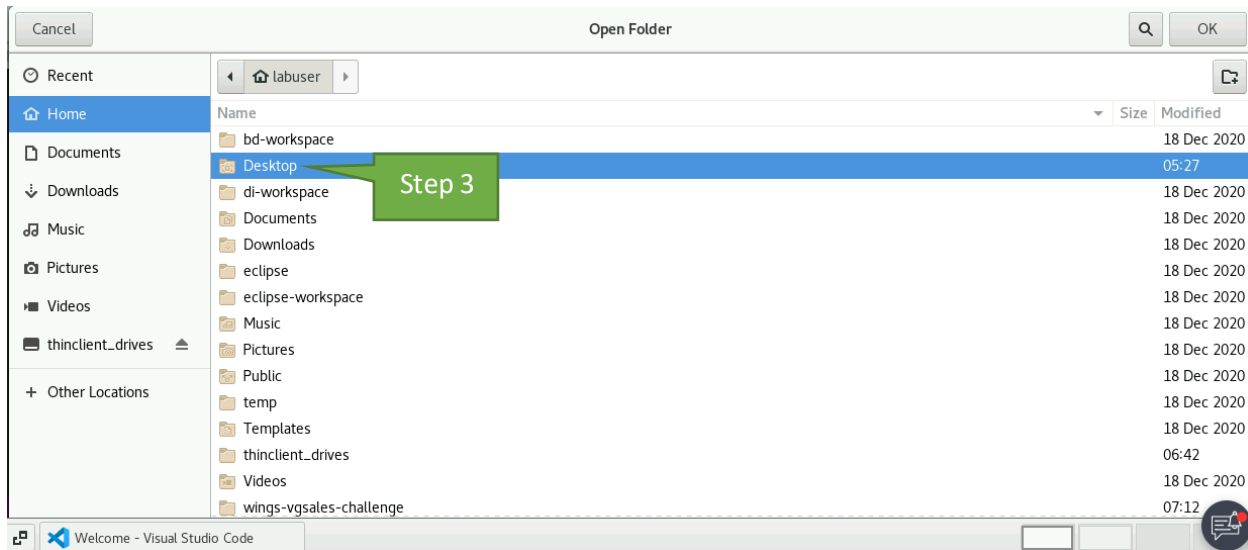 Cancel Open Folder OK
Recent
Home
Documents
Downloads
Music
Pictures
Videos
thinclient_drives
+ Other Locations
labuser
Name Size Modified
bd-workspace 18 Dec 2020
Desktop 05:27
di-workspace 18 Dec 2020
Documents 18 Dec 2020
Downloads 18 Dec 2020
eclipse 18 Dec 2020
eclipse-workspace 18 Dec 2020
Music 18 Dec 2020
Pictures 18 Dec 2020
Public 18 Dec 2020
temp 18 Dec 2020
Templates 18 Dec 2020
thinclient_drives 06:42
Videos 18 Dec 2020
wings-vgsales-challenge 07:12
Step 3
Welcome - Visual Studio Code